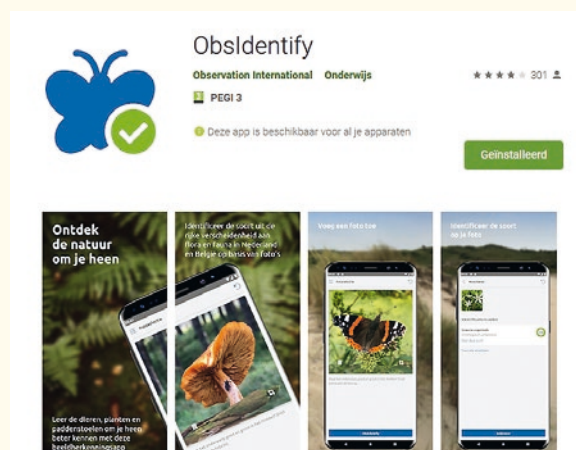 ObsIdentify
Observation International Onderwijs
301
3
PEGI 3
Deze app is beschikbaar voor al je apparaten
Geïnstalleerd
Ontdek
de natuur
om je heen
Leer de dieren, planten en
paddenstoelen om je heen
beter kennen met deze
beeldherkenningsapp
Identificeer de soort uit de
rijke verscheidenheid aan
flora en fauna in Nederland
en België op basis van foto's
Voeg een foto toe
Identificeer de soort
op je foto